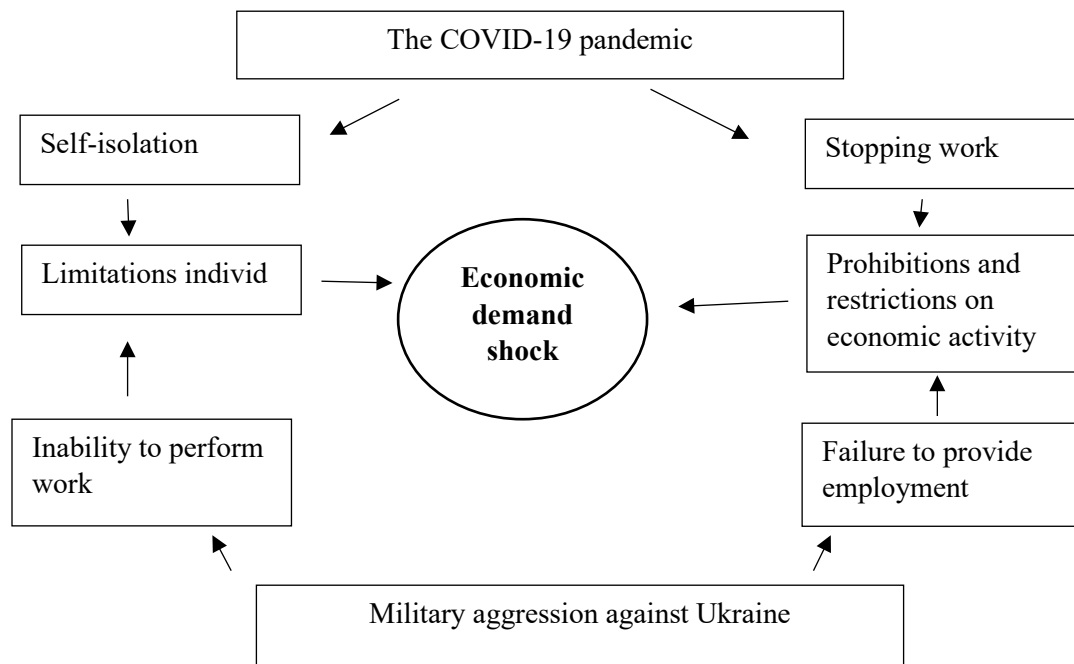 The COVID-19 pandemic
Self-isolation
Stopping work
Limitations individ
Economic
demand
shock
Prohibitions and
restrictions on
economic activity
Inability to perform
work
Failure to provide
employment
Military aggression against Ukraine